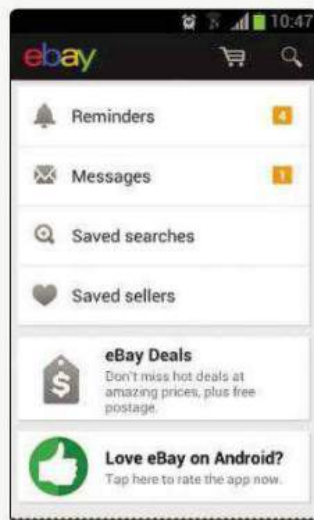 10:47
ebay
Reminders 4
Messages 1
Saved searches
Saved sellers
eBay Deals
Don't miss hot deals at
amazing prices, plus free
postage.
$
Love eBay on Android?
Tap here to rate the app now.